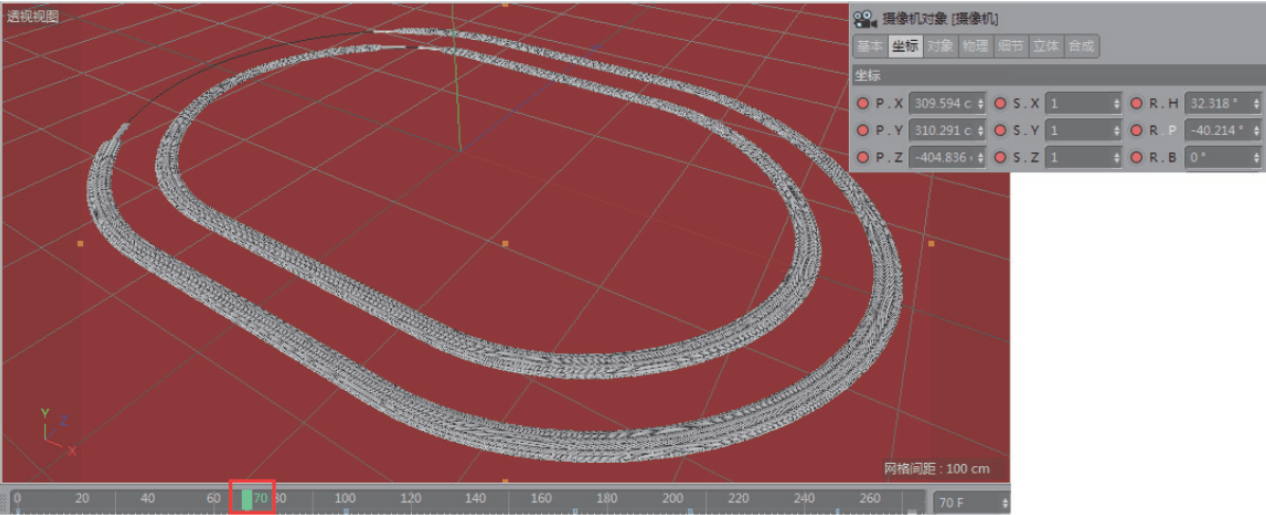 透视视图
摄像机对象 [摄像机]
基本 坐标 对象 物理 细节 立体 合成
坐标
P . X 309.594 c S . X 1 R . H 32.318 °
P . Y 310.291 c S . Y 1 R . P -40.214 °
P . Z -404.836 S . Z 1 R . B 0 °
Y
Z
X
网格间距 : 100 cm
0 20 40 60 70 80 100 120 140 160 180 200 220 240 260 70 F